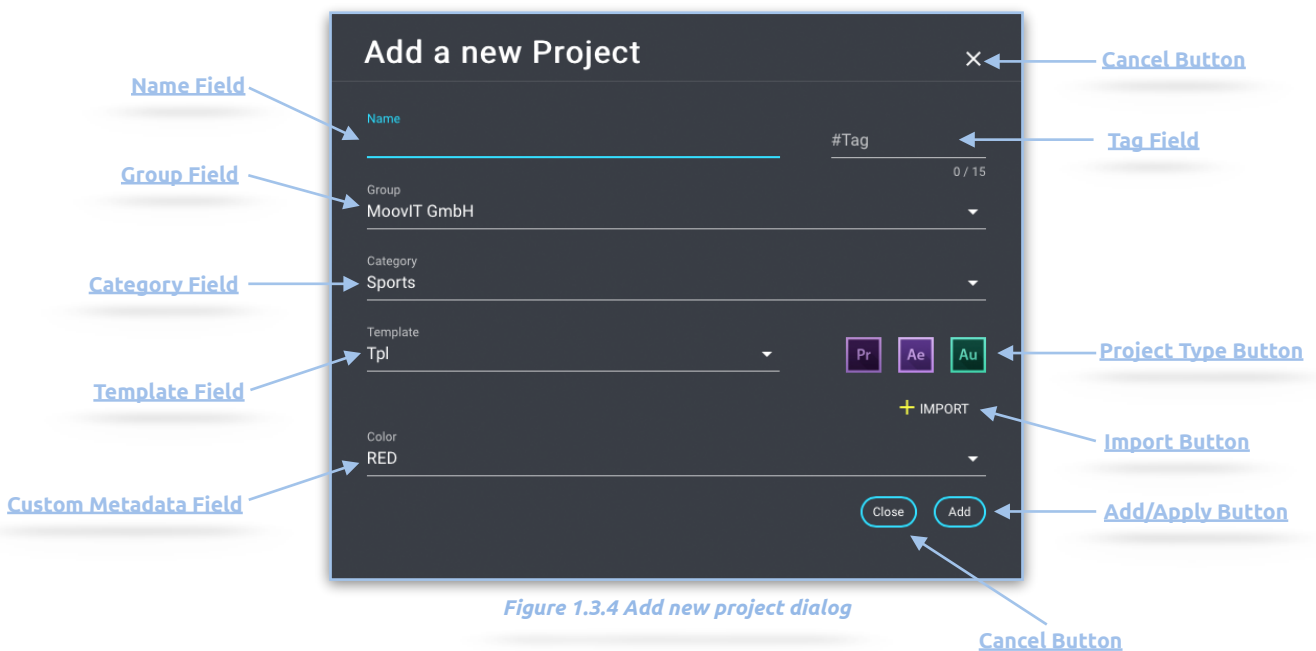 Add a new Project
Cancel Button
Name Field
Name
#Tag
Tag Field
0 / 15
Group Field
Group
MoovIT GmbH
Category Field
Category
Sports
Template Field
Template
Tpl
Pr
Ae
Au
Project Type Button
+ IMPORT
Import Button
Custom Metadata Field
Color
RED
Close
Add
Add/Apply Button
Figure 1.3.4 Add new project dialog
Cancel Button